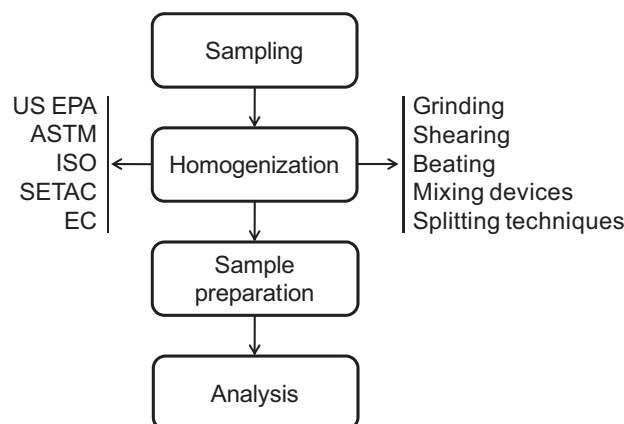 Sampling
US EPA
ASTM
ISO
SETAC
EC
Homogenization
Grinding
Shearing
Beating
Mixing devices
Splitting techniques
Sample
preparation
Analysis